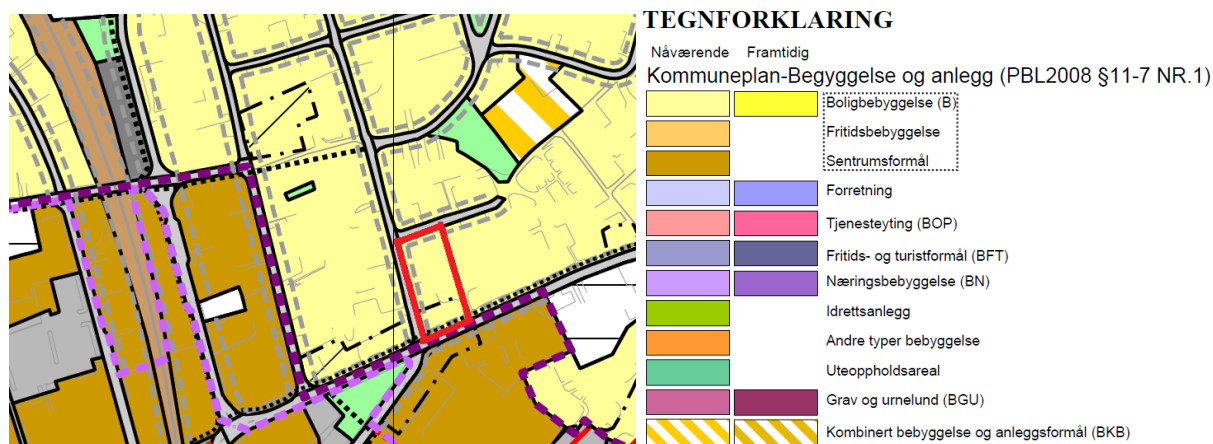 TEGNFORKLARING
Nåværende Framtidig
Kommuneplan-Begyggelse og anlegg (PBL2008 §11-7 NR.1)
Boligbebyggelse (B)
Fritidsbebyggelse
Sentrumsformål
Forretning
Tjenesteyting (BOP)
Fritids- og turistformål (BFT)
Næringsbebyggelse (BN)
Idrettsanlegg
Andre typer bebyggelse
Uteoppholdsareal
Grav og urnelund (BGU)
Kombinert bebyggelse og anleggsformål (BKB)